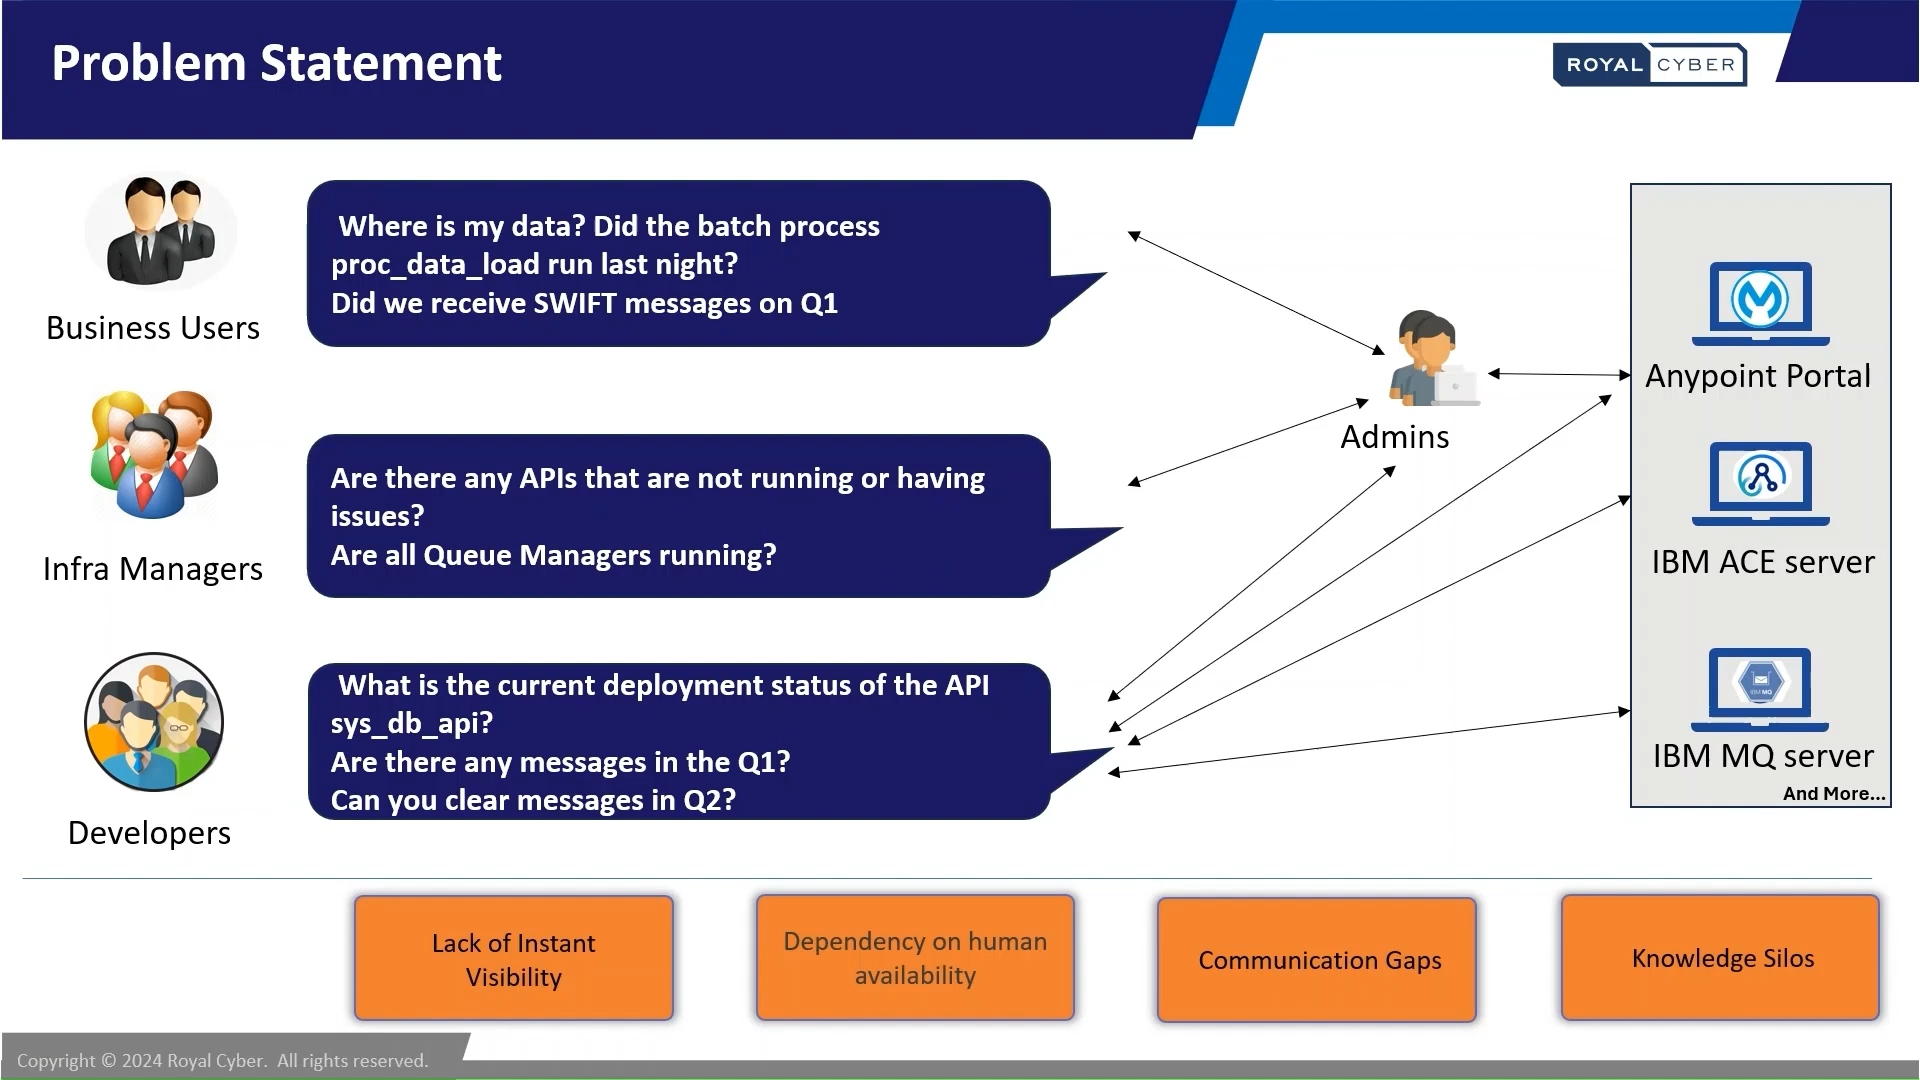 Problem Statement
ROYAL CYBER
Where is my data? Did the batch process
proc_data_load run last night?
Did we receive SWIFT messages on Q1
Business Users
Are there any APIs that are not running or having
issues?
Are all Queue Managers running?
Infra Managers
What is the current deployment status of the API
sys_db_api?
Are there any messages in the Q1?
Can you clear messages in Q2?
Developers
Admins
Anypoint Portal
IBM ACE server
IBM MQ
IBM MQ server
And More...
Lack of Instant
Visibility
Dependency on human
availability
Communication Gaps
Knowledge Silos
Copyright © 2024 Royal Cyber. All rights reserved.